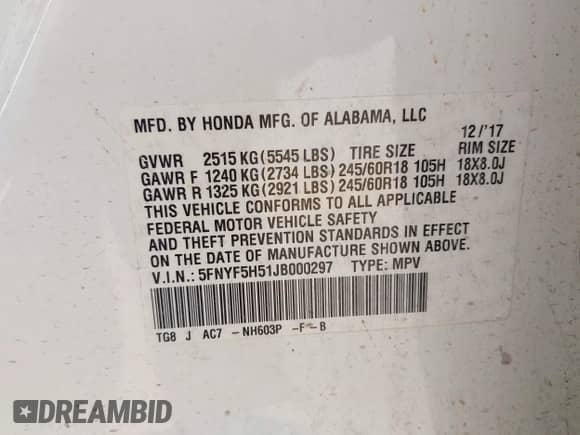 MFD. BY HONDA MFG. OF ALABAMA, LLC
12/'17
GVWR 2515 KG(5545 LBS) TIRE SIZE RIM SIZE
GAWR F 1240 KG(2734 LBS) 245/60R18 105H 18X8.0J
GAWR R 1325 KG(2921 LBS) 245/60R18 105H 18X8.0J
THIS VEHICLE CONFORMS TO ALL APPLICABLE
FEDERAL MOTOR VEHICLE SAFETY
AND THEFT PREVENTION STANDARDS IN EFFECT
ON THE DATE OF MANUFACTURE SHOWN ABOVE.
V.I.N.: 5FNYF5H51JB000297 TYPE: MPV
TG8 J AC7 -NH603P -F-B
DREAMBID